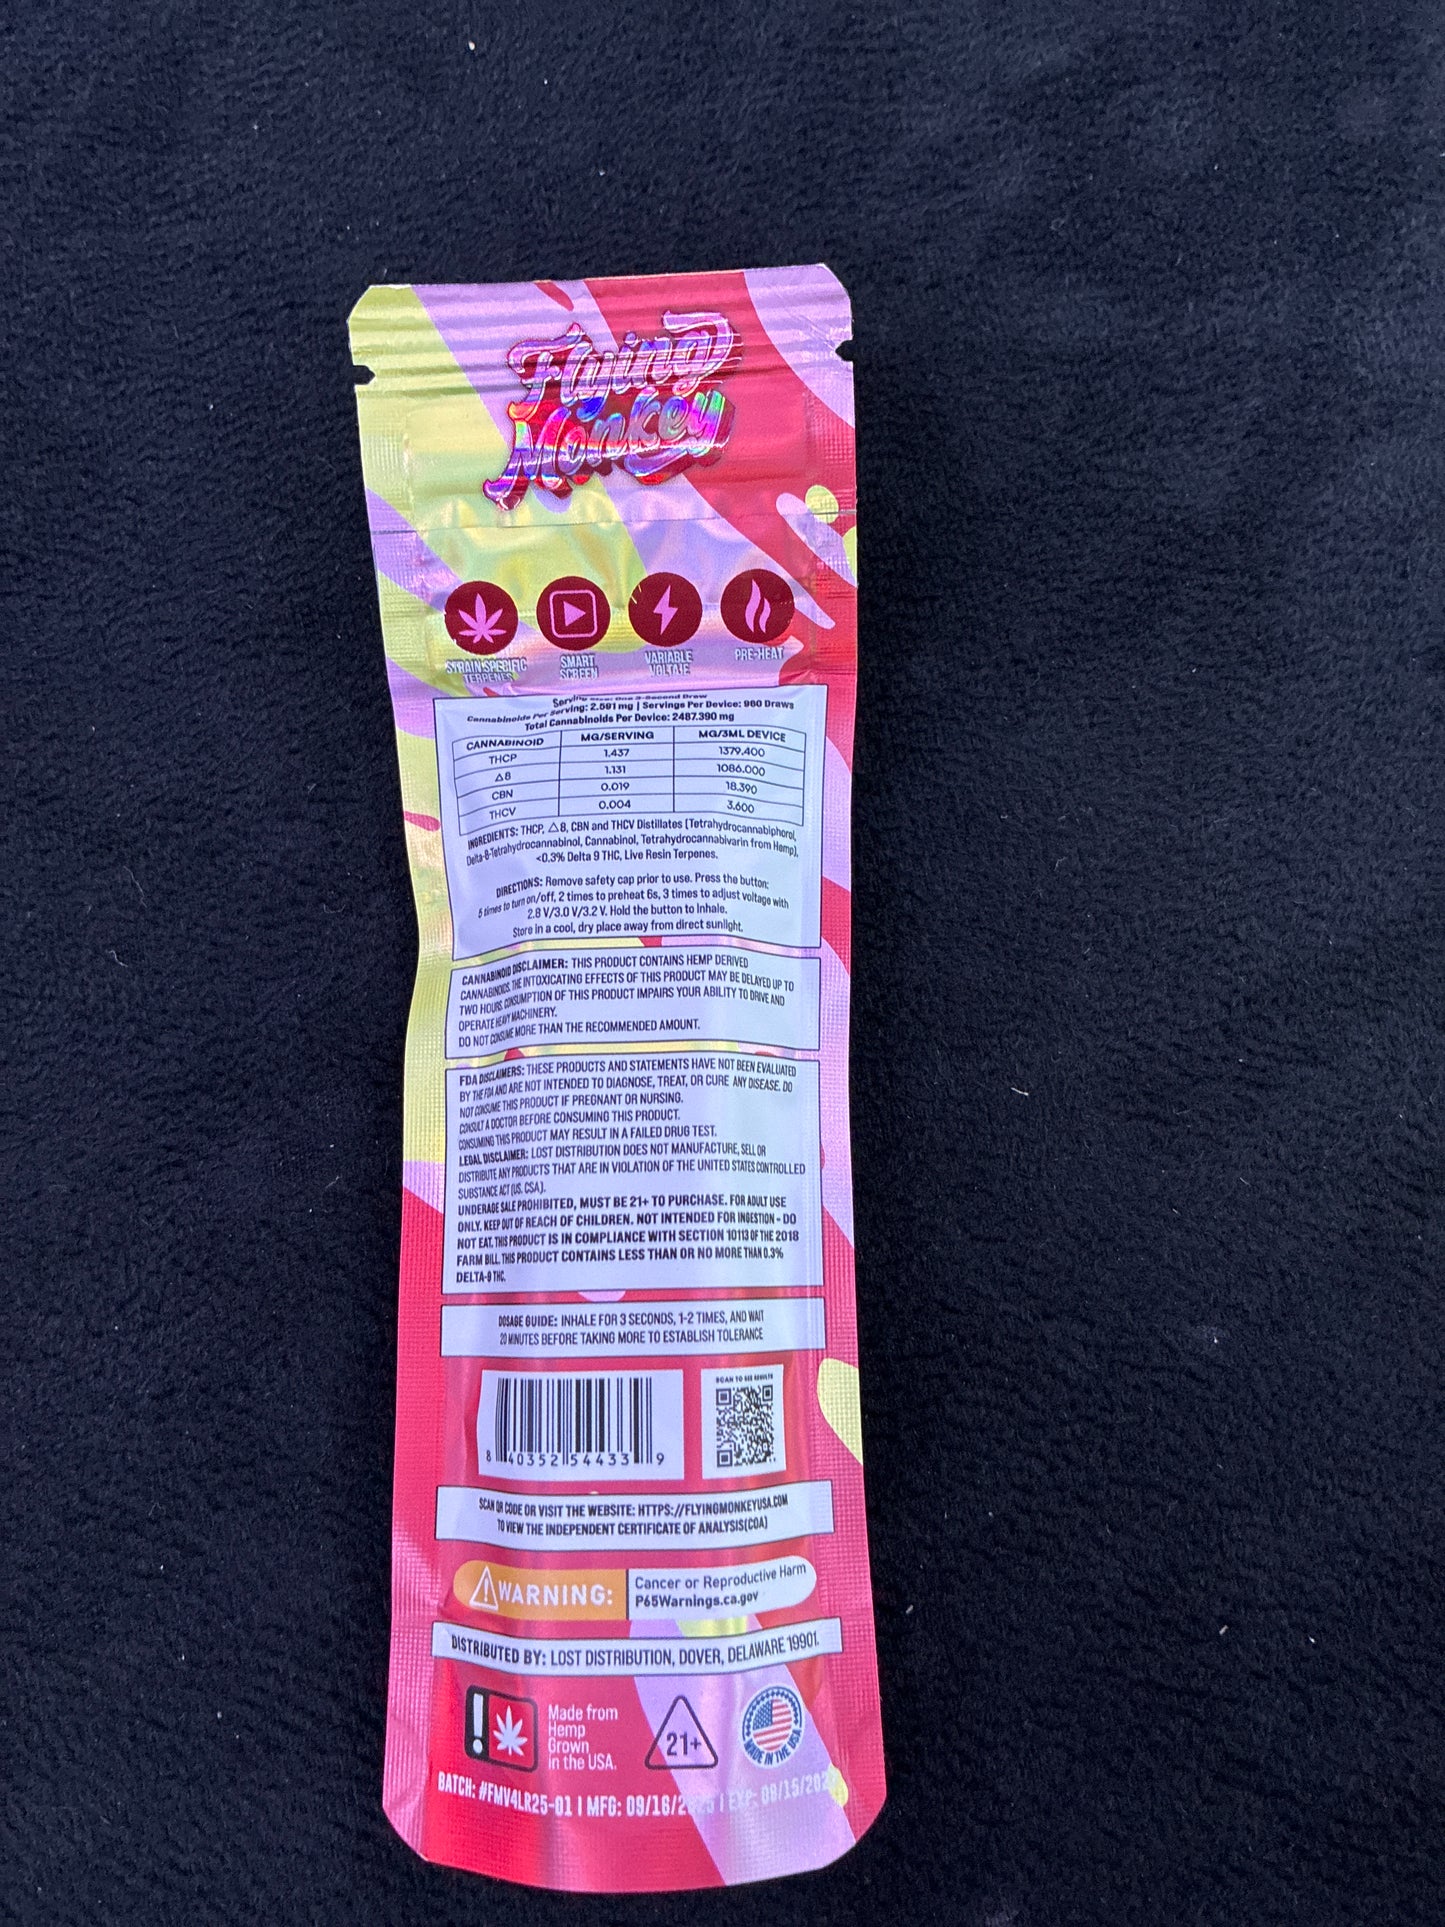 Flying
Monkey
STRAIN SPECIFIC
TERPENES
SMART
SCREEN
VARIABLE
VOLTAJE
PRE-HEAT
Serving Size: One 3-Second Draw
Cannabinoids Per Serving: 2.591 mg | Servings Per Device: 960 Draws
Total Cannabinoids Per Device: 2487.390 mg
CANNABINOID MG/SERVING MG/3ML DEVICE
THCP 1.437 1379.400
△8 1.131 1086.000
CBN 0.019 18.390
THCV 0.004 3.600
INGREDIENTS: THCP, △8, CBN and THCV Distillates (Tetrahydrocannabiphorol,
Delta-8-Tetrahydrocannabinol, Cannabinol, Tetrahydrocannabivarin from Hemp),
<0.3% Delta 9 THC, Live Resin Terpenes.
DIRECTIONS: Remove safety cap prior to use. Press the button:
5 times to turn on/off, 2 times to preheat 6s, 3 times to adjust voltage with
2.8 V/3.0 V/3.2 V. Hold the button to Inhale.
Store in a cool, dry place away from direct sunlight.
CANNABINOID DISCLAIMER: THIS PRODUCT CONTAINS HEMP DERIVED
CANNABINOIDS. THE INTOXICATING EFFECTS OF THIS PRODUCT MAY BE DELAYED UP TO
TWO HOURS. CONSUMPTION OF THIS PRODUCT IMPAIRS YOUR ABILITY TO DRIVE AND
OPERATE HEAVY MACHINERY.
DO NOT CONSUME MORE THAN THE RECOMMENDED AMOUNT.
FDA DISCLAIMERS: THESE PRODUCTS AND STATEMENTS HAVE NOT BEEN EVALUATED
BY THE FDA AND ARE NOT INTENDED TO DIAGNOSE, TREAT, OR CURE ANY DISEASE. DO
NOT CONSUME THIS PRODUCT IF PREGNANT OR NURSING.
CONSULT A DOCTOR BEFORE CONSUMING THIS PRODUCT.
CONSUMING THIS PRODUCT MAY RESULT IN A FAILED DRUG TEST.
LEGAL DISCLAIMER: LOST DISTRIBUTION DOES NOT MANUFACTURE, SELL OR
DISTRIBUTE ANY PRODUCTS THAT ARE IN VIOLATION OF THE UNITED STATES CONTROLLED
SUBSTANCE ACT (US. CSA).
UNDERAGE SALE PROHIBITED, MUST BE 21+ TO PURCHASE. FOR ADULT USE
ONLY. KEEP OUT OF REACH OF CHILDREN. NOT INTENDED FOR INGESTION - DO
NOT EAT. THIS PRODUCT IS IN COMPLIANCE WITH SECTION 10113 OF THE 2018
FARM BILL. THIS PRODUCT CONTAINS LESS THAN OR NO MORE THAN 0.3%
DELTA-9 THC.
DOSAGE GUIDE: INHALE FOR 3 SECONDS, 1-2 TIMES, AND WAIT
20 MINUTES BEFORE TAKING MORE TO ESTABLISH TOLERANCE
8 40352 54433 9
SCAN TO SEE RESULTS
SCAN QR CODE OR VISIT THE WEBSITE: HTTPS://FLYINGMONKEYUSA.COM
TO VIEW THE INDEPENDENT CERTIFICATE OF ANALYSIS(COA)
WARNING: Cancer or Reproductive Harm
P65Warnings.ca.gov
DISTRIBUTED BY: LOST DISTRIBUTION, DOVER, DELAWARE 19901.
!
Made from
Hemp
Grown
in the USA.
21+
MADE IN THE USA
BATCH: #FMV4LR25-01 | MFG: 09/16/2025 | EXP: 09/15/202